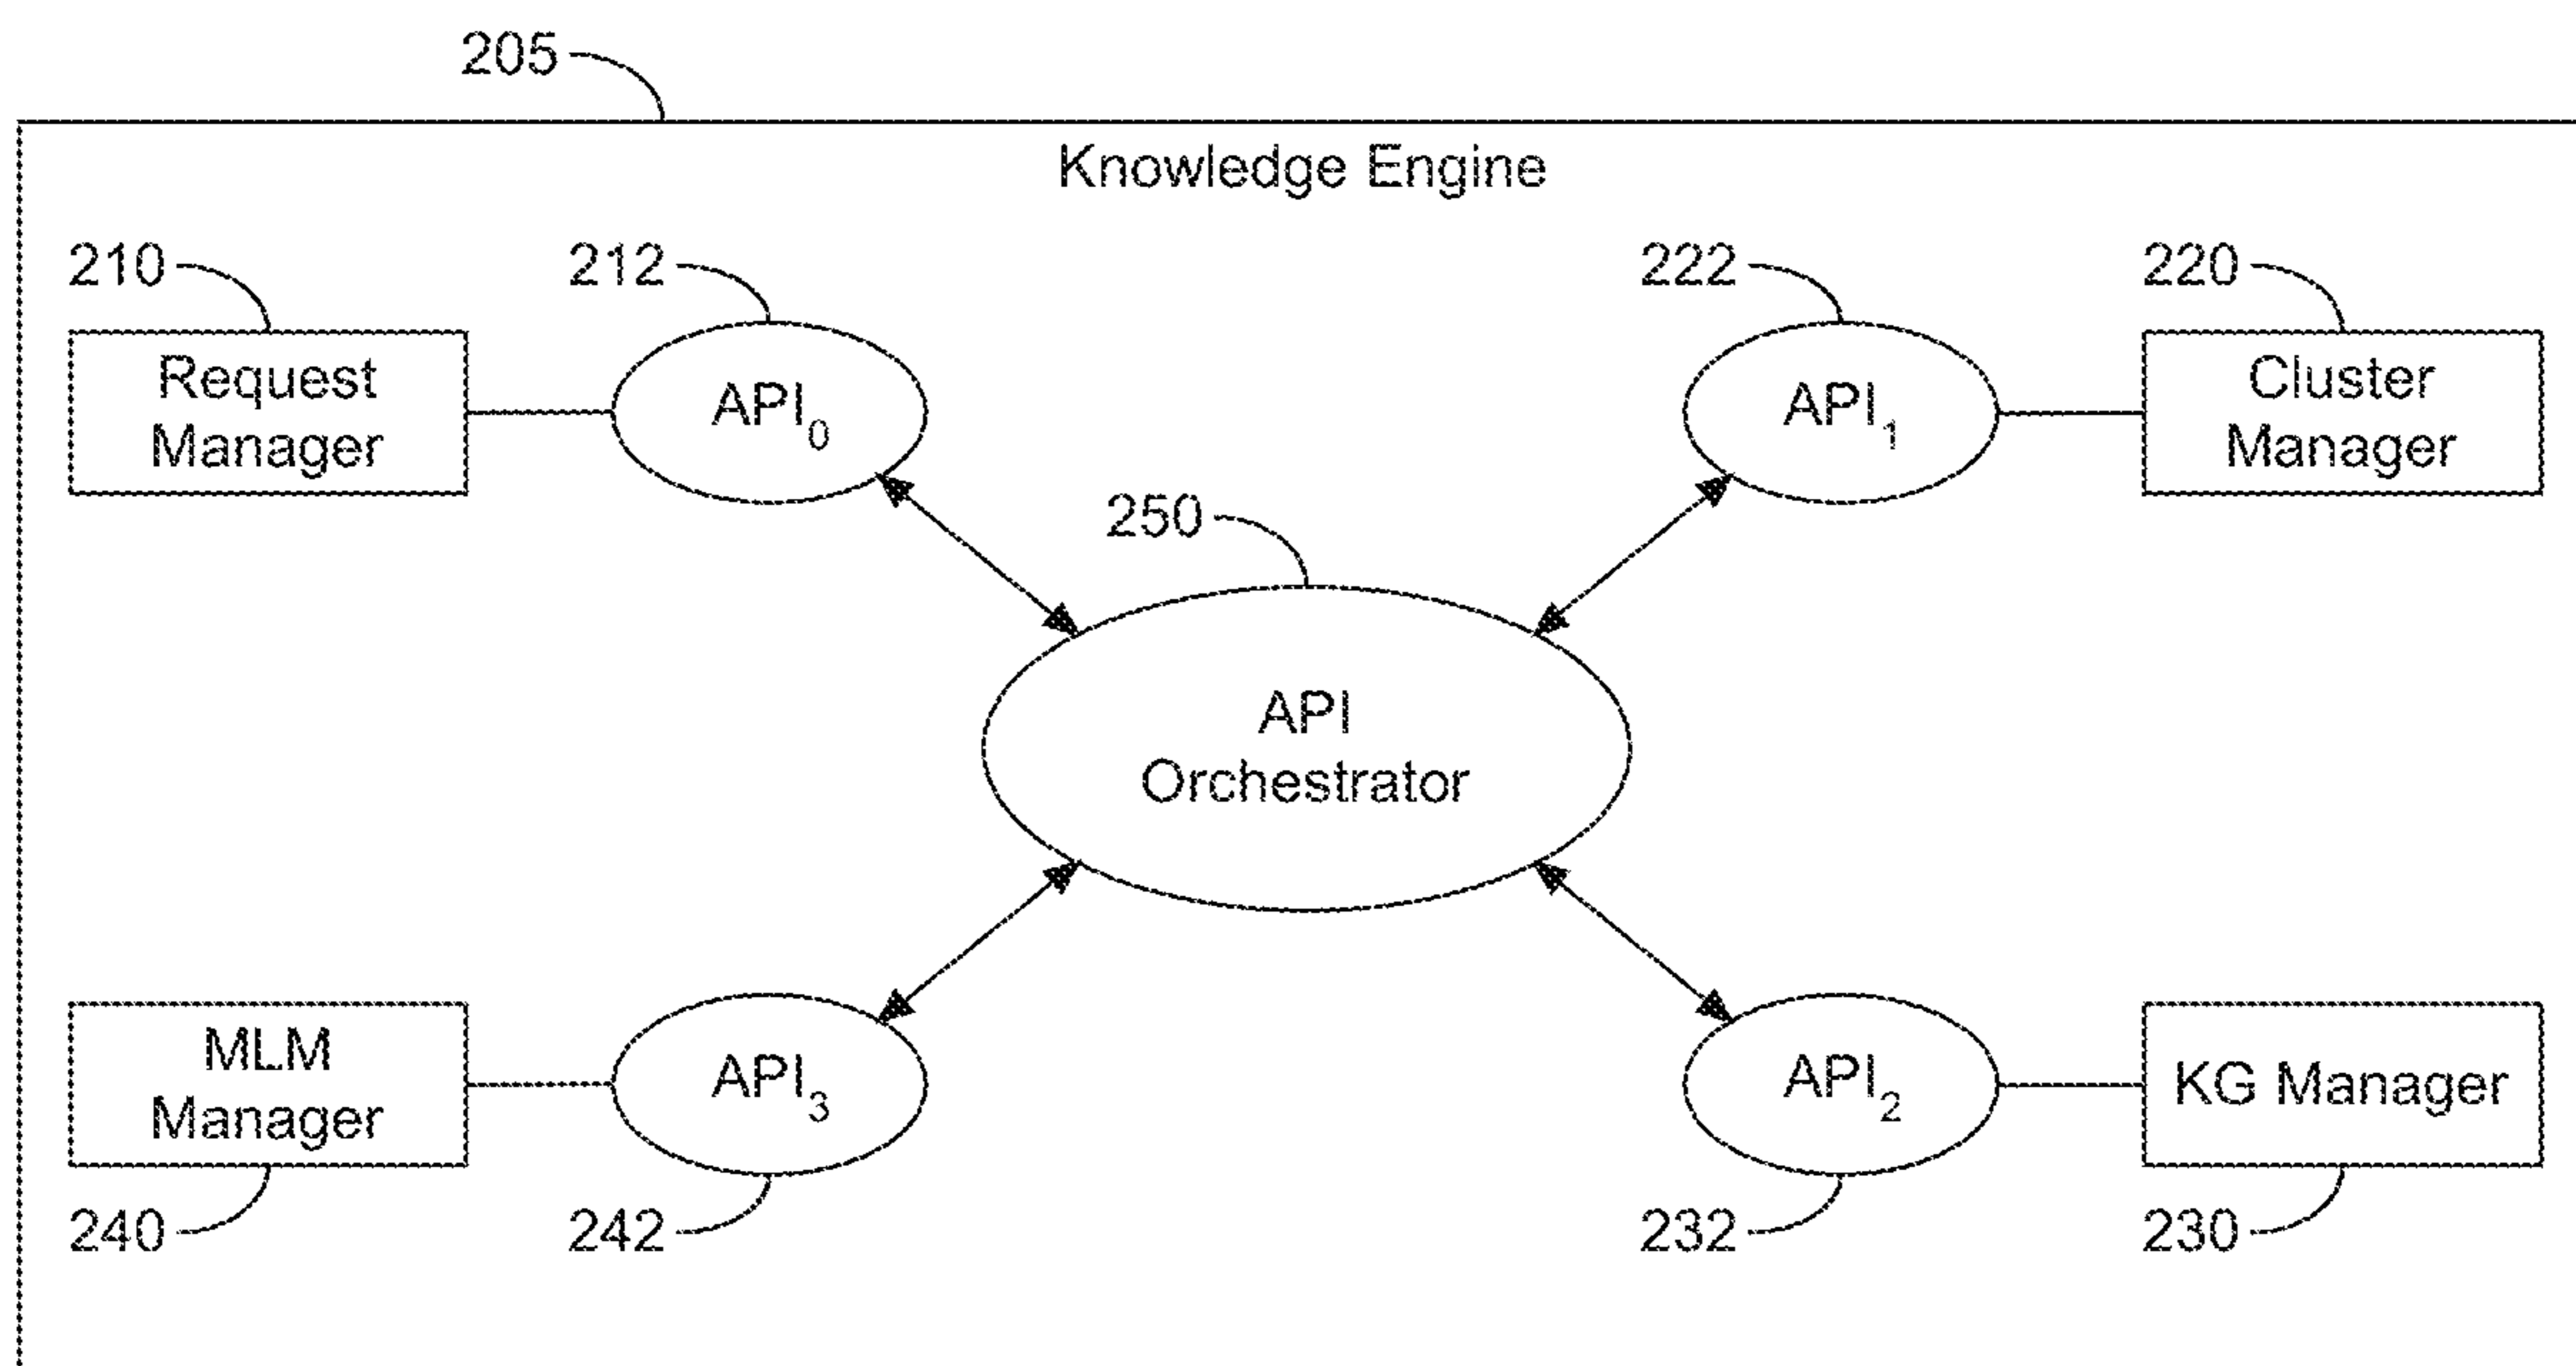 205
Knowledge Engine
210
212
222
220
Request
Manager
API₀
API₁
Cluster
Manager
250
API
Orchestrator
MLM
Manager
API₃
API₂
KG Manager
240
242
232
230